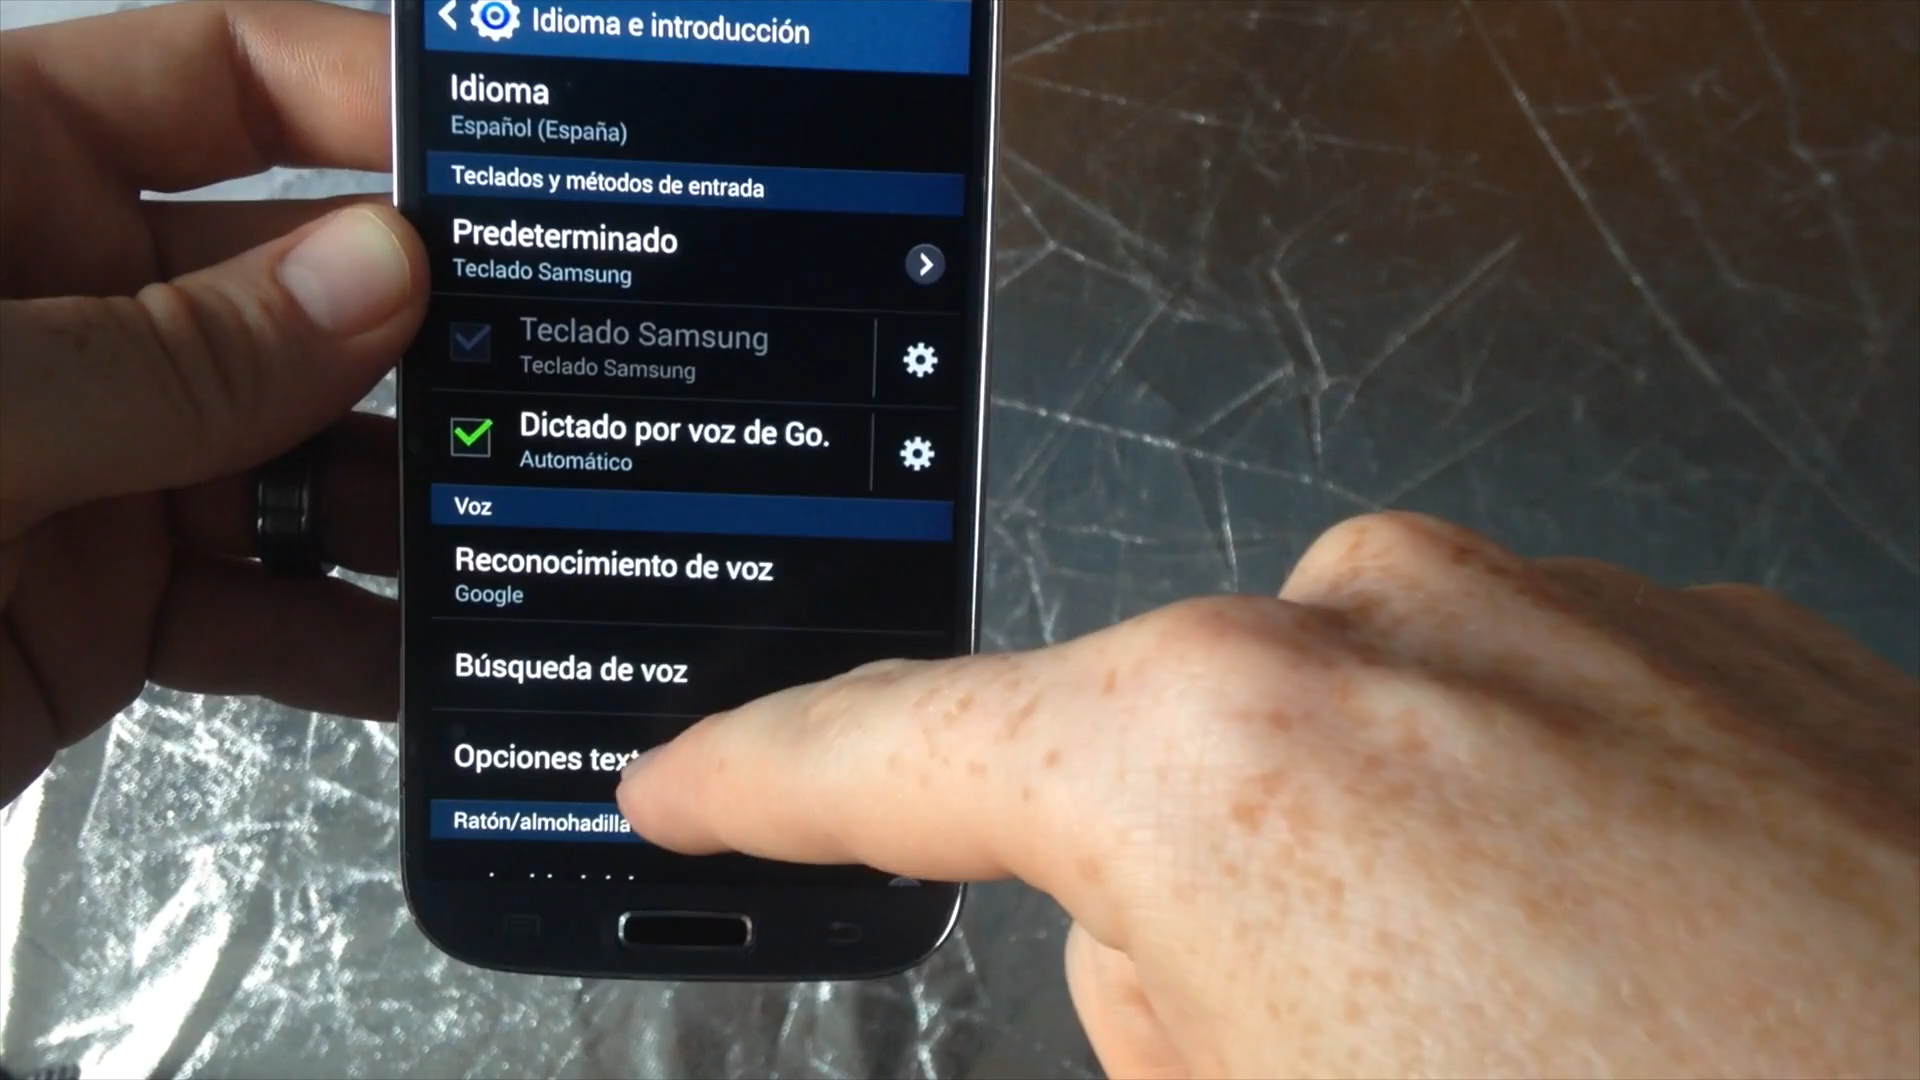 Idioma e introducción
Idioma
Español (España)
Teclados y métodos de entrada
Predeterminado
Teclado Samsung
Teclado Samsung
Teclado Samsung
Dictado por voz de Go.
Automático
Voz
Reconocimiento de voz
Google
Búsqueda de voz
Opciones
Ratón/almohadilla